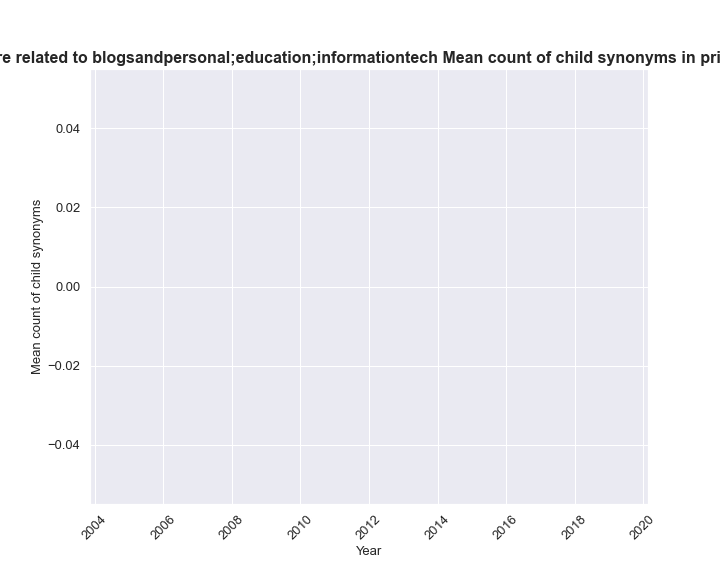 re related to blogsandpersonal;education;informationtech Mean count of child synonyms in pri
0.04
0.02
0.00
−0.02
−0.04
Mean count of child synonyms
2004 2006 2008 2010 2012 2014 2016 2018 2020
Year